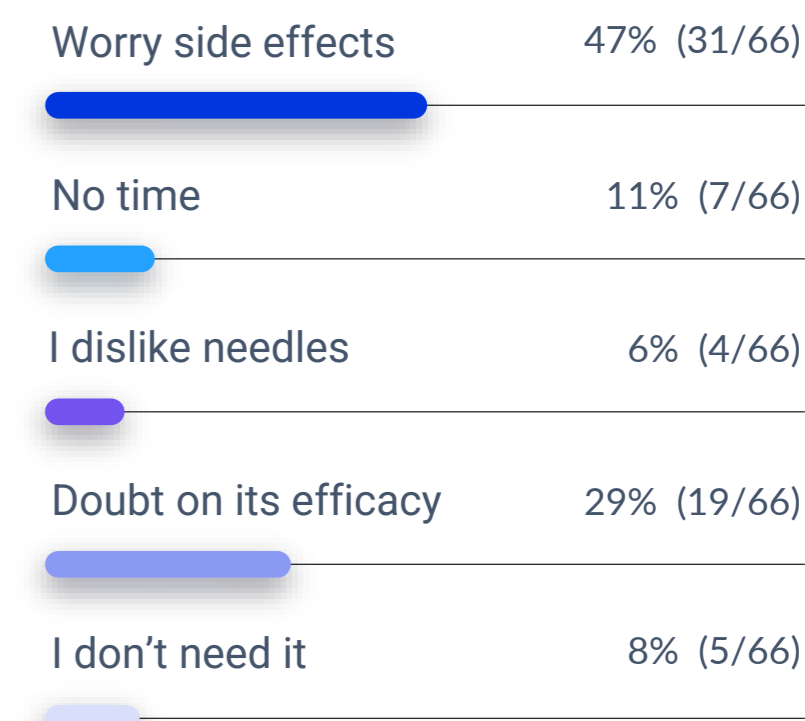 Worry side effects 47% (31/66)
No time 11% (7/66)
I dislike needles 6% (4/66)
Doubt on its efficacy 29% (19/66)
I don’t need it 8% (5/66)